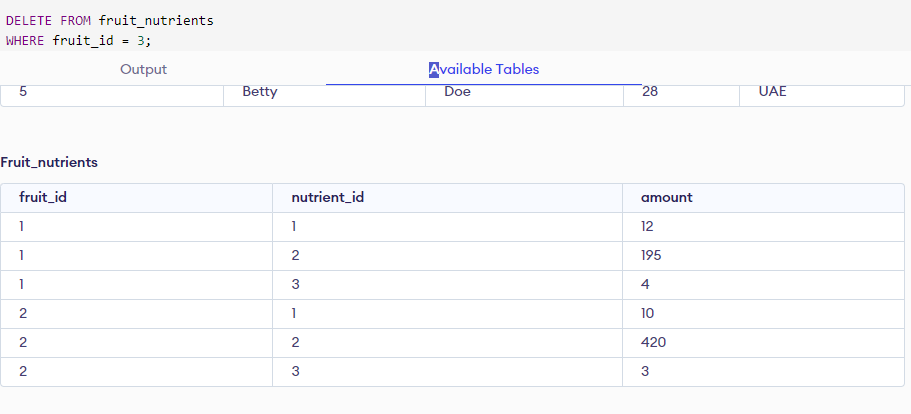 DELETE FROM fruit_nutrients
WHERE fruit_id = 3;
Output Available Tables
5 Betty Doe 28 UAE
Fruit_nutrients
fruit_id nutrient_id amount
1 1 12
1 2 195
1 3 4
2 1 10
2 2 420
2 3 3